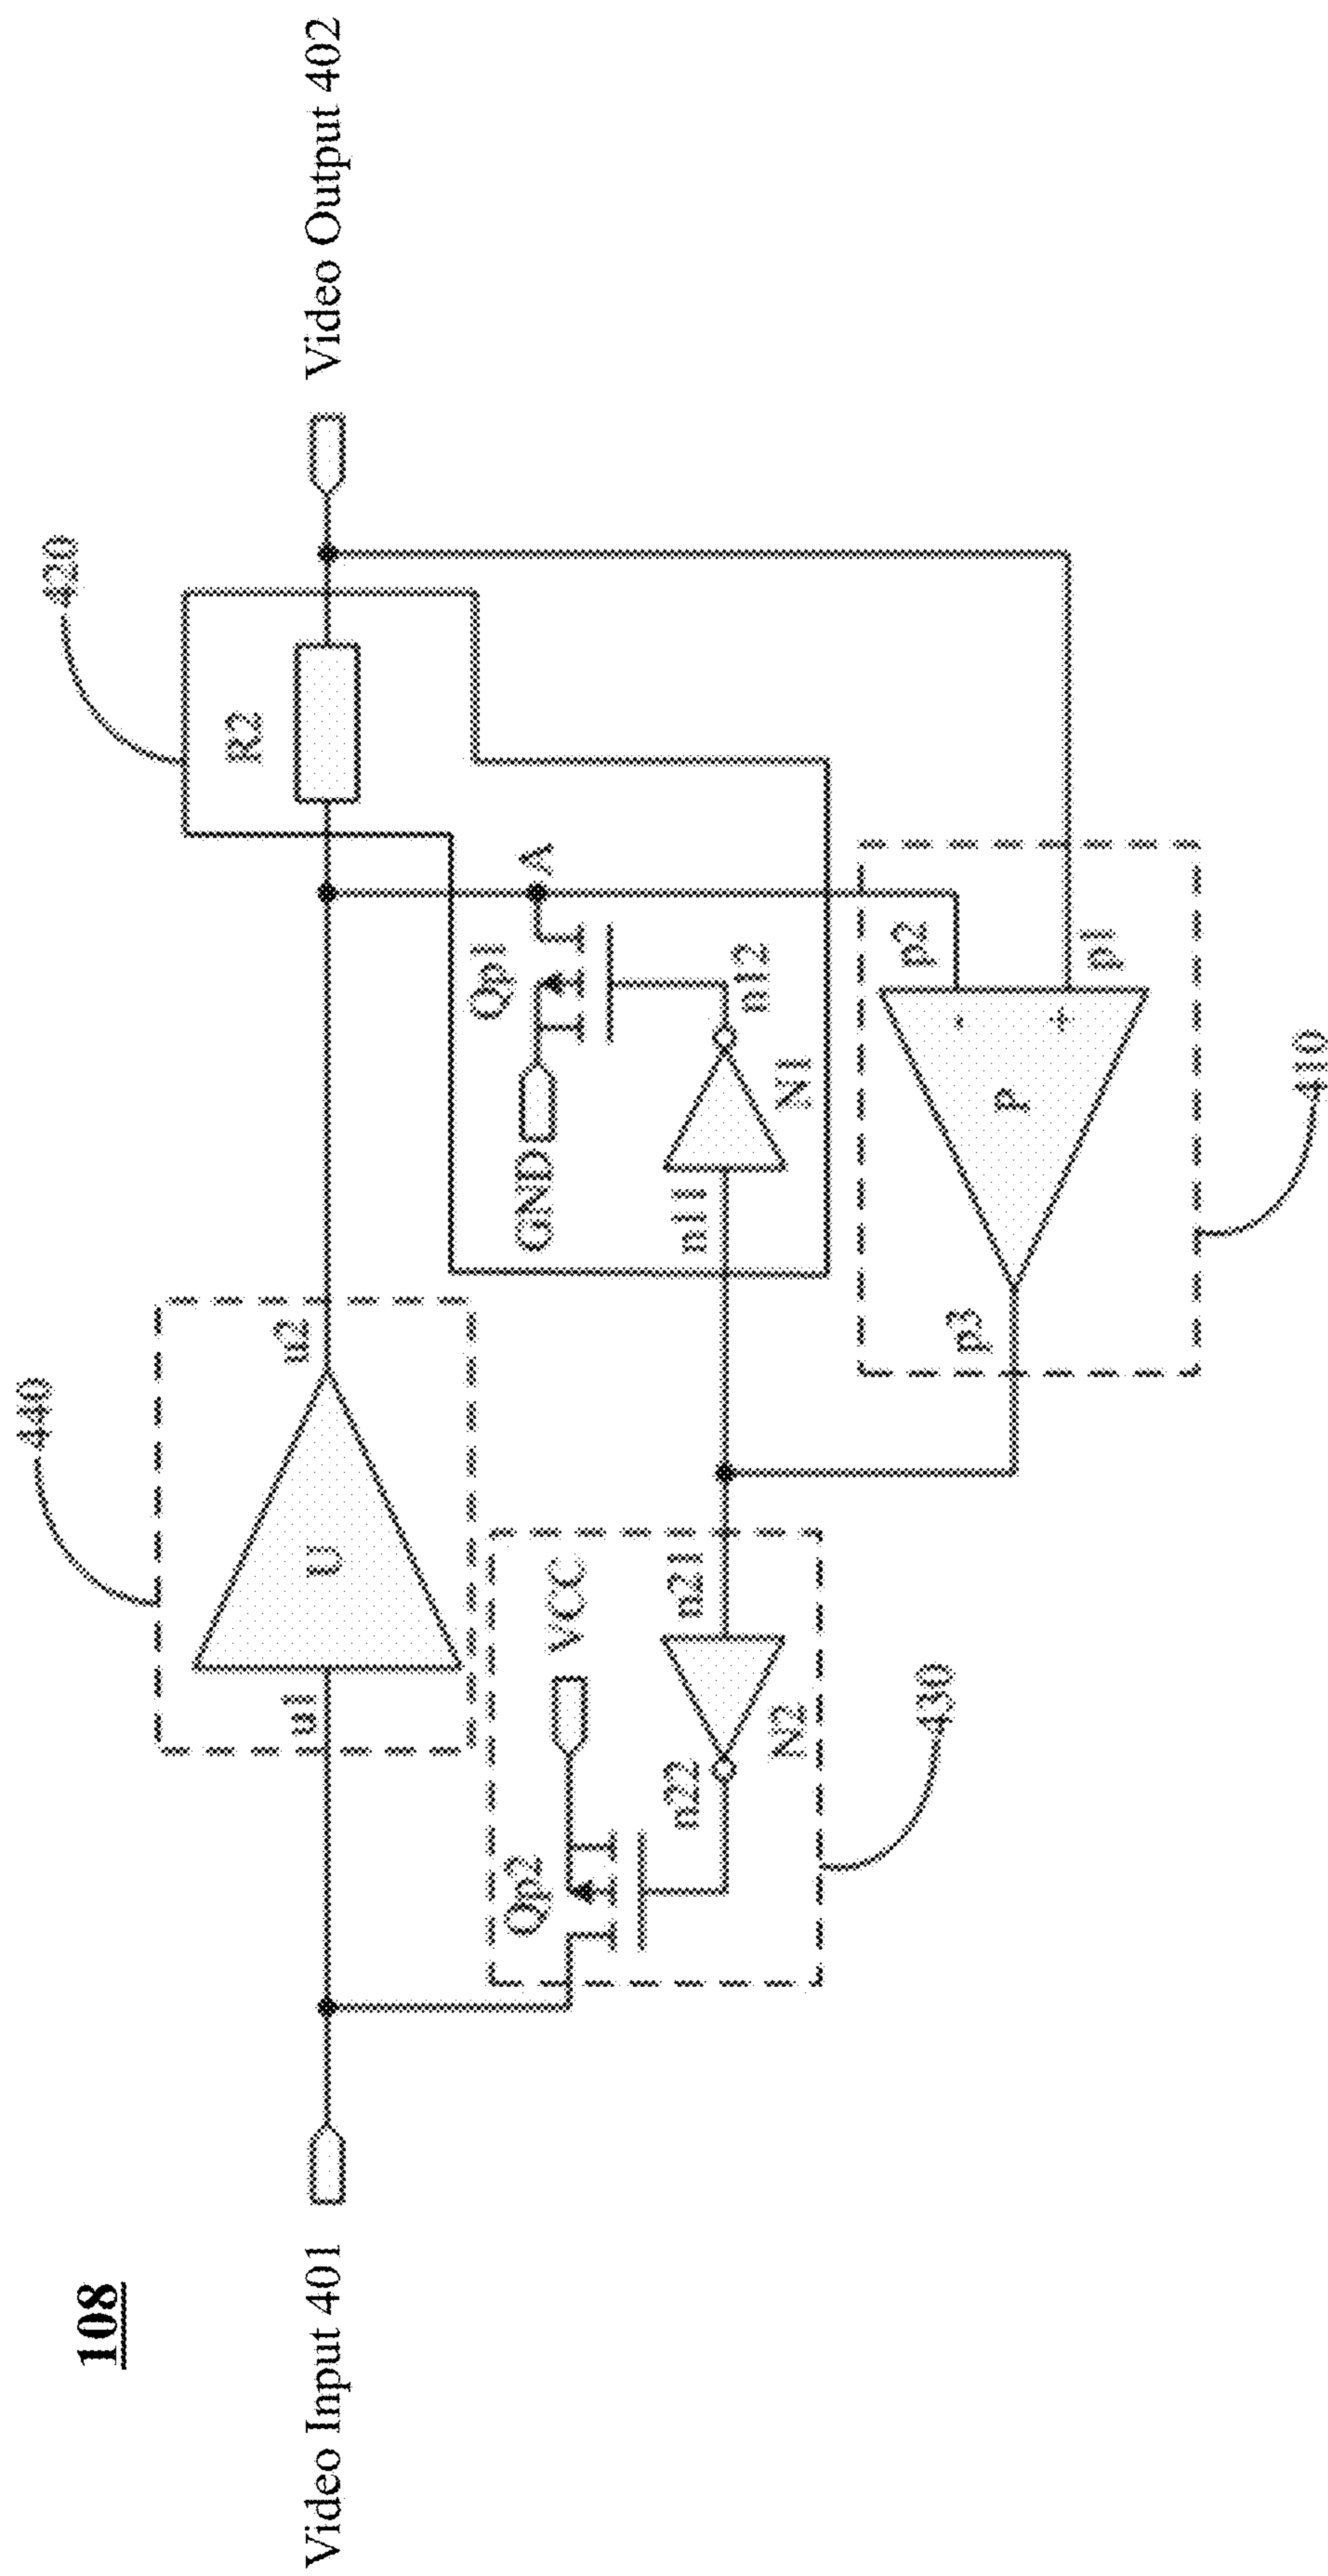 108
Video Input 401
Video Output 402
440
420
u1
U
u2
R2
Qp2
VCC
Qp1
A
GND
n22
n21
N2
n11
n12
N1
430
p3
p2
P
-
+
p1
410